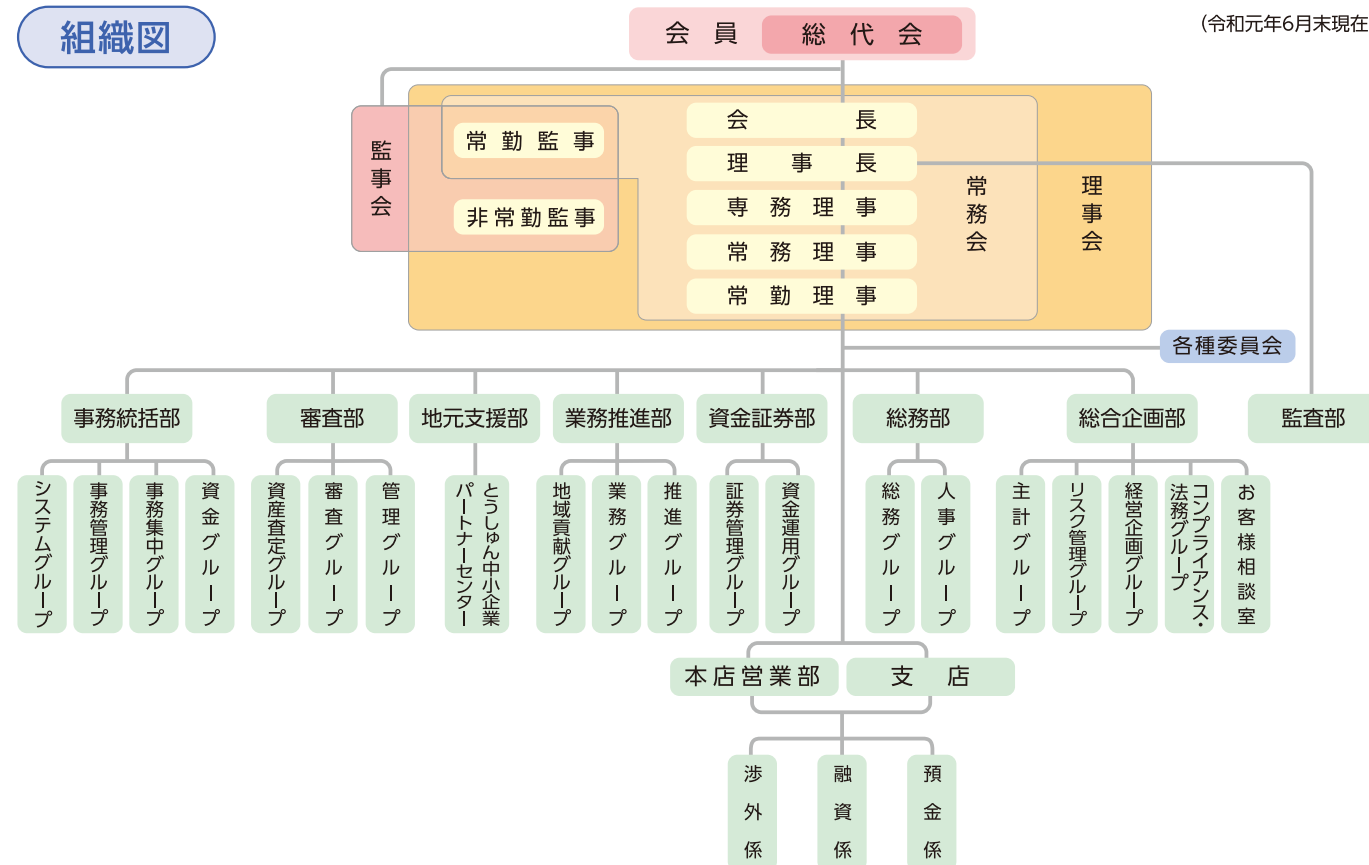 組織図
会員 総代会
(令和元年6月末現在
監事会
常勤監事
非常勤監事
会長
理事長
専務理事
常務理事
常勤理事
常務会
理事会
各種委員会
事務統括部
審査部
地元支援部
業務推進部
資金証券部
総務部
総合企画部
監査部
システムグループ
事務管理グループ
事務集中グループ
資金グループ
資産査定グループ
審査グループ
管理グループ
とうしゅん中小企業
パートナーセンター
地域貢献グループ
業務グループ
推進グループ
証券管理グループ
資金運用グループ
総務グループ
人事グループ
主計グループ
リスク管理グループ
経営企画グループ
コンプライアンス・
法務グループ
お客様相談室
本店営業部
支店
渉外係
融資係
預金係